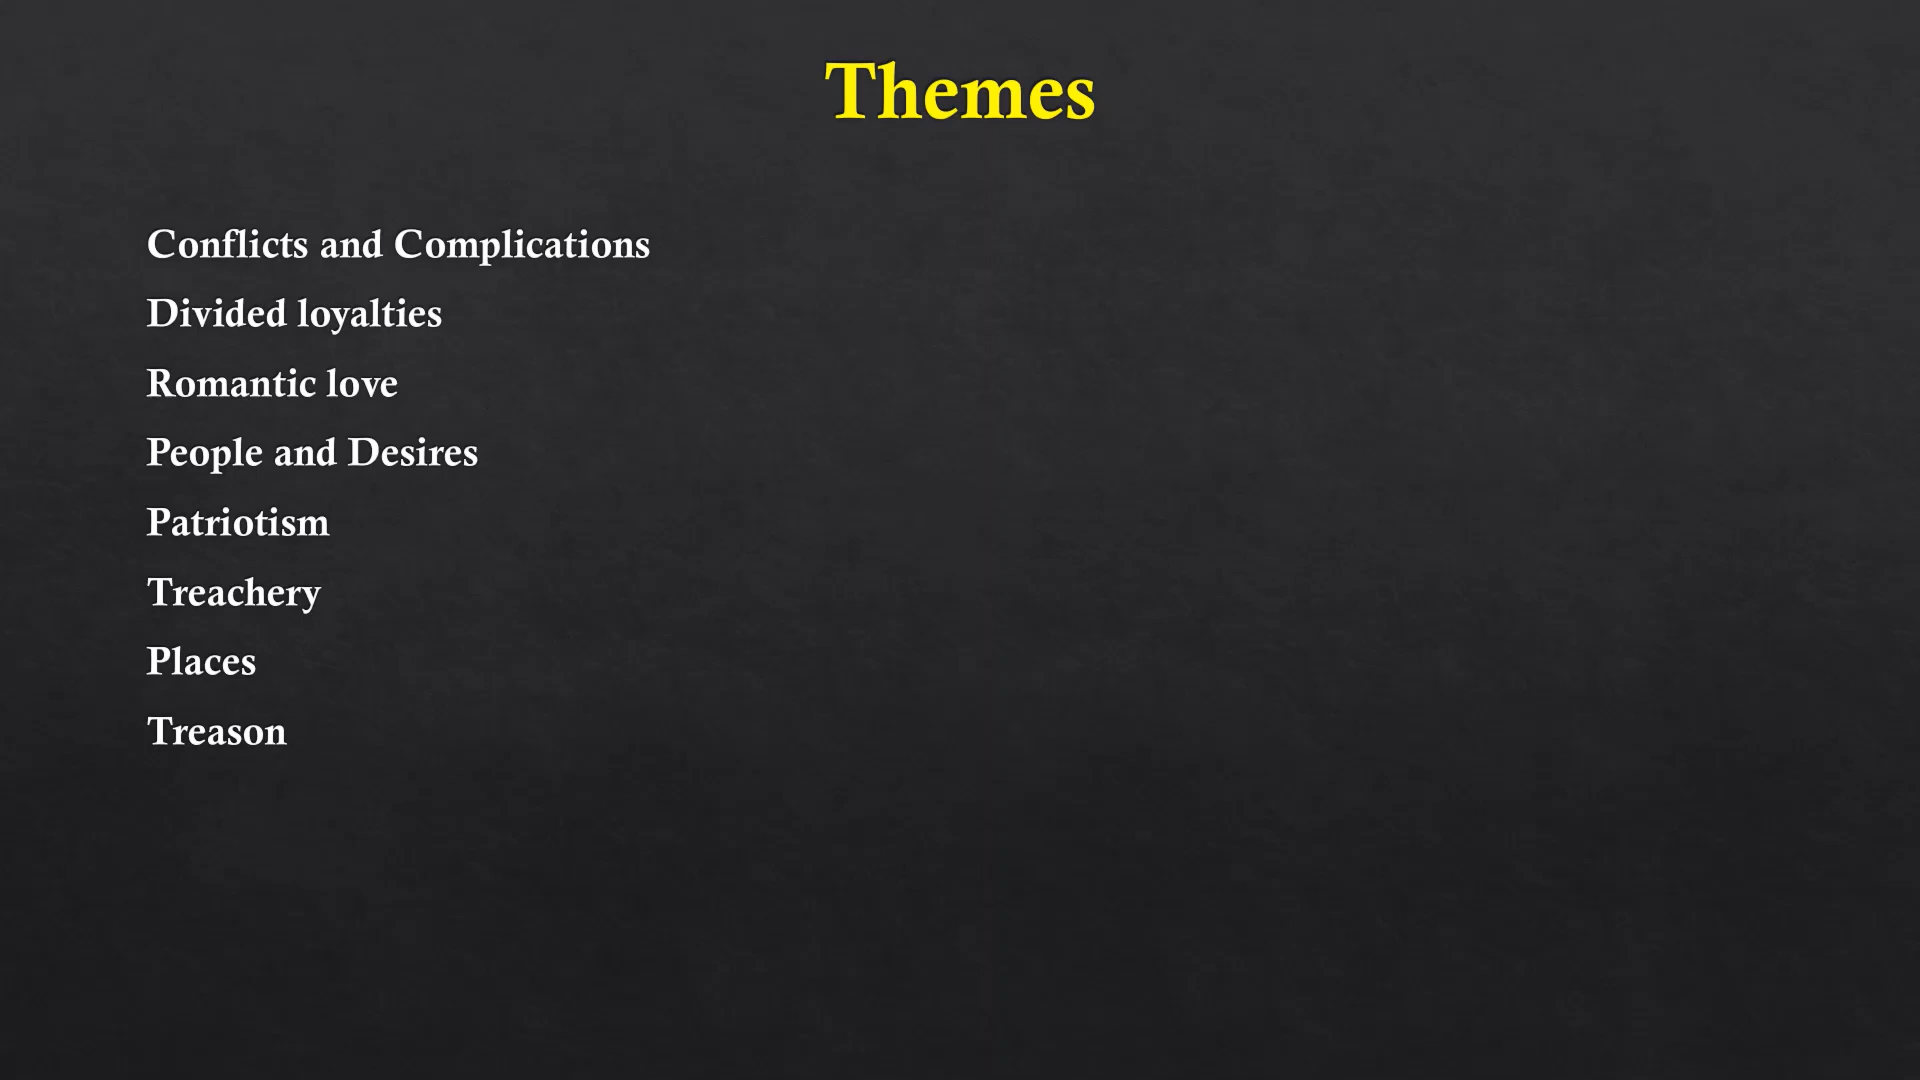 Themes
Conflicts and Complications
Divided loyalties
Romantic love
People and Desires
Patriotism
Treachery
Places
Treason